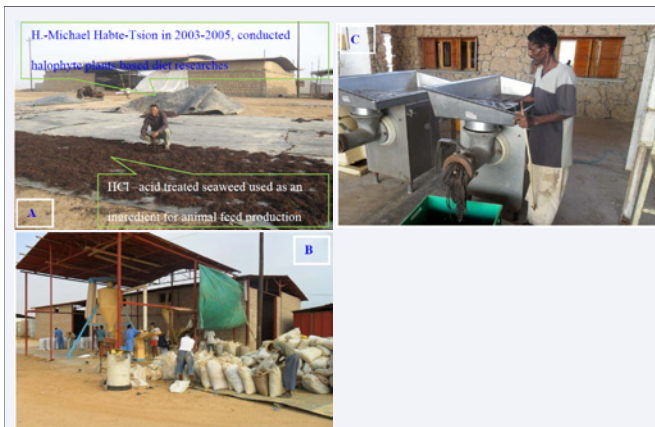 H.-Michael Habte-Tsion in 2003-2005, conducted
halophyte plants based diet researches
HCl -acid treated seaweed used as an
ingredient for animal feed production
A
C
B